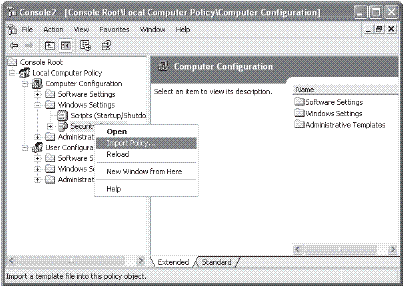 Console7 - [Console Root\Local Computer Policy\Computer Configuration]
File Action View Favorites Window Help
Console Root
Local Computer Policy
Computer Configuration
Software Settings
Windows Settings
Scripts (Startup/Shutdo
Security
Administrat
User Configura
Software S
Windows Se
Administrat
Open
Import Policy...
Reload
New Window from Here
Help
Computer Configuration
Select an item to view its description.
Name
Software Settings
Windows Settings
Administrative Templates
Extended Standard
Import a template file into this policy object.